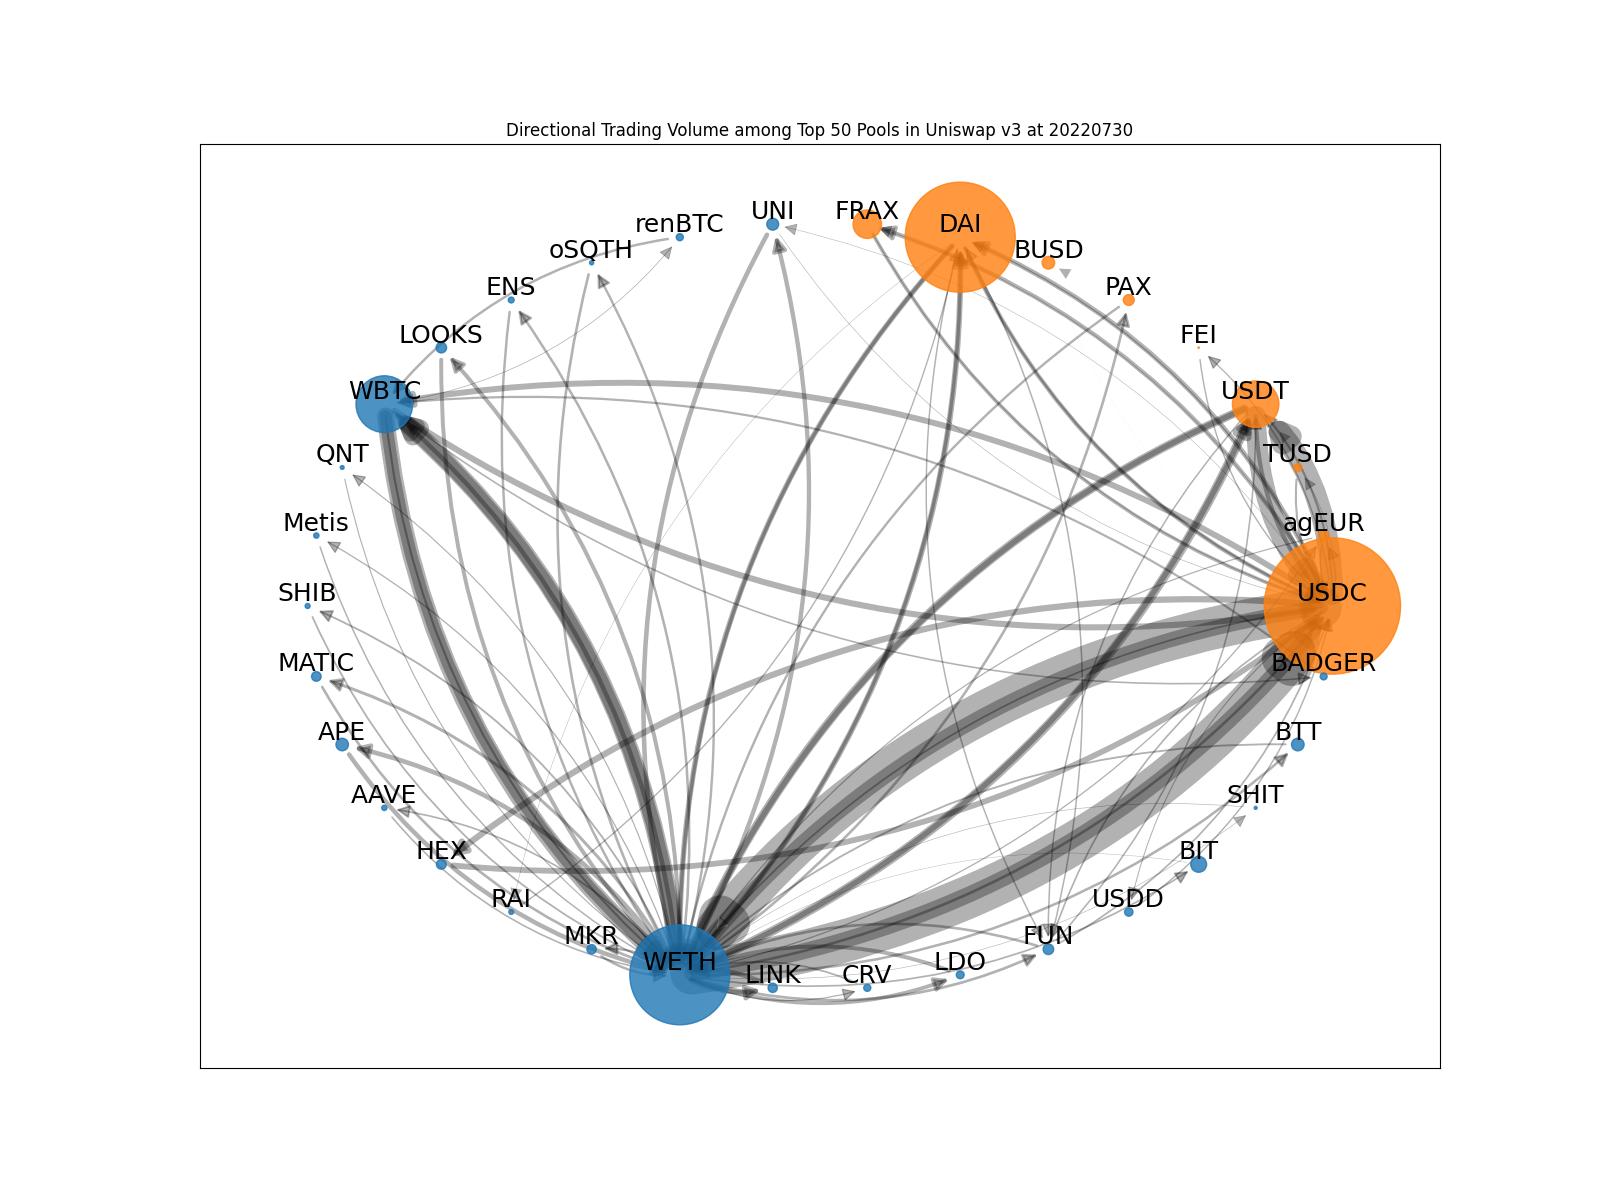 Directional Trading Volume among Top 50 Pools in Uniswap v3 at 20220730
UNI
FRAX
DAI
renBTC
oSQTH
BUSD
ENS
PAX
LOOKS
FEI
WBTC
USDT
QNT
TUSD
Metis
agEUR
SHIB
USDC
MATIC
BADGER
APE
BTT
AAVE
SHIT
HEX
BIT
RAI
USDD
MKR
FUN
WETH
LINK
CRV
LDO